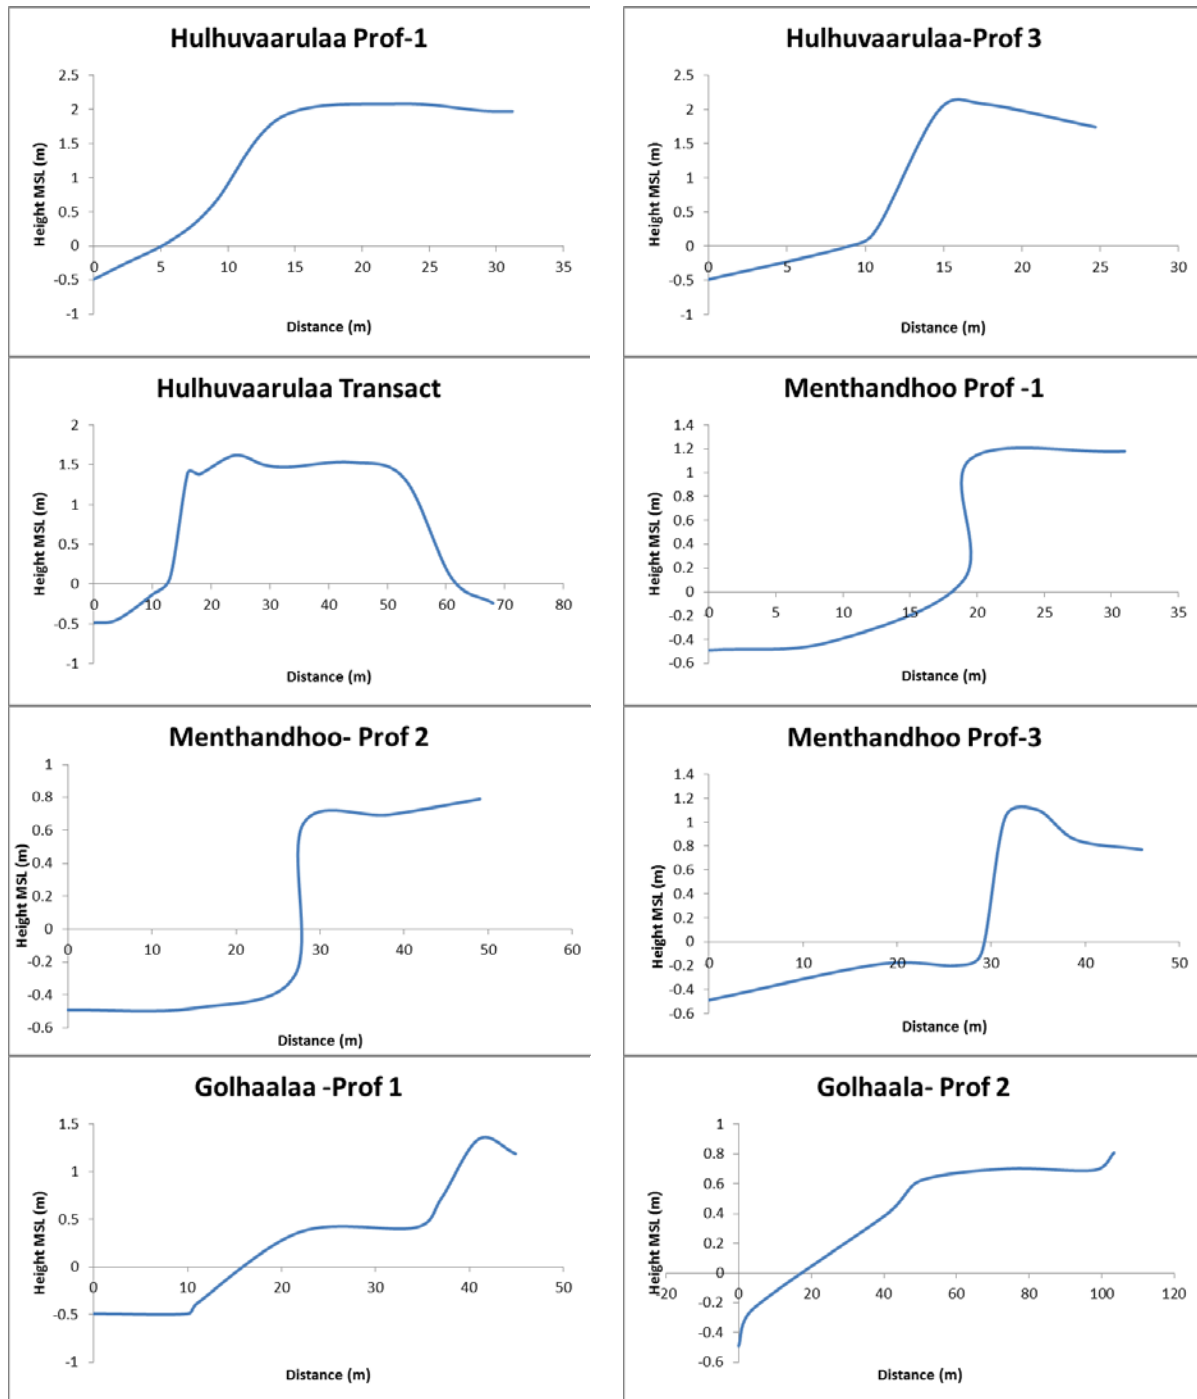 Hulhuvaarulaa Prof-1
2.5
2
1.5
1
0.5
0
-0.5
-1
0 5 10 15 20 25 30 35
Height MSL (m)
Distance (m)
Hulhuvaarulaa-Prof 3
2.5
2
1.5
1
0.5
0
-0.5
-1
0 5 10 15 20 25 30
Height MSL (m)
Distance (m)
Hulhuvaarulaa Transact
2
1.5
1
0.5
0
-0.5
-1
0 10 20 30 40 50 60 70 80
Height MSL (m)
Distance (m)
Menthandhoo Prof -1
1.4
1.2
1
0.8
0.6
0.4
0.2
0
-0.2
-0.4
-0.6
0 5 10 15 20 25 30 35
Height MSL (m)
Distance (m)
Menthandhoo- Prof 2
1
0.8
0.6
0.4
0.2
0
-0.2
-0.4
-0.6
0 10 20 30 40 50 60
Height MSL (m)
Distance (m)
Menthandhoo Prof-3
1.4
1.2
1
0.8
0.6
0.4
0.2
0
-0.2
-0.4
-0.6
0 10 20 30 40 50
Height MSL (m)
Distance (m)
Golhaalaa -Prof 1
1.5
1
0.5
0
-0.5
-1
0 10 20 30 40 50
Height MSL (m)
Distance (m)
Golhaala- Prof 2
1
0.8
0.6
0.4
0.2
0
-0.2
-0.4
-0.6
-20 0 20 40 60 80 100 120
Height MSL (m)
Distance (m)